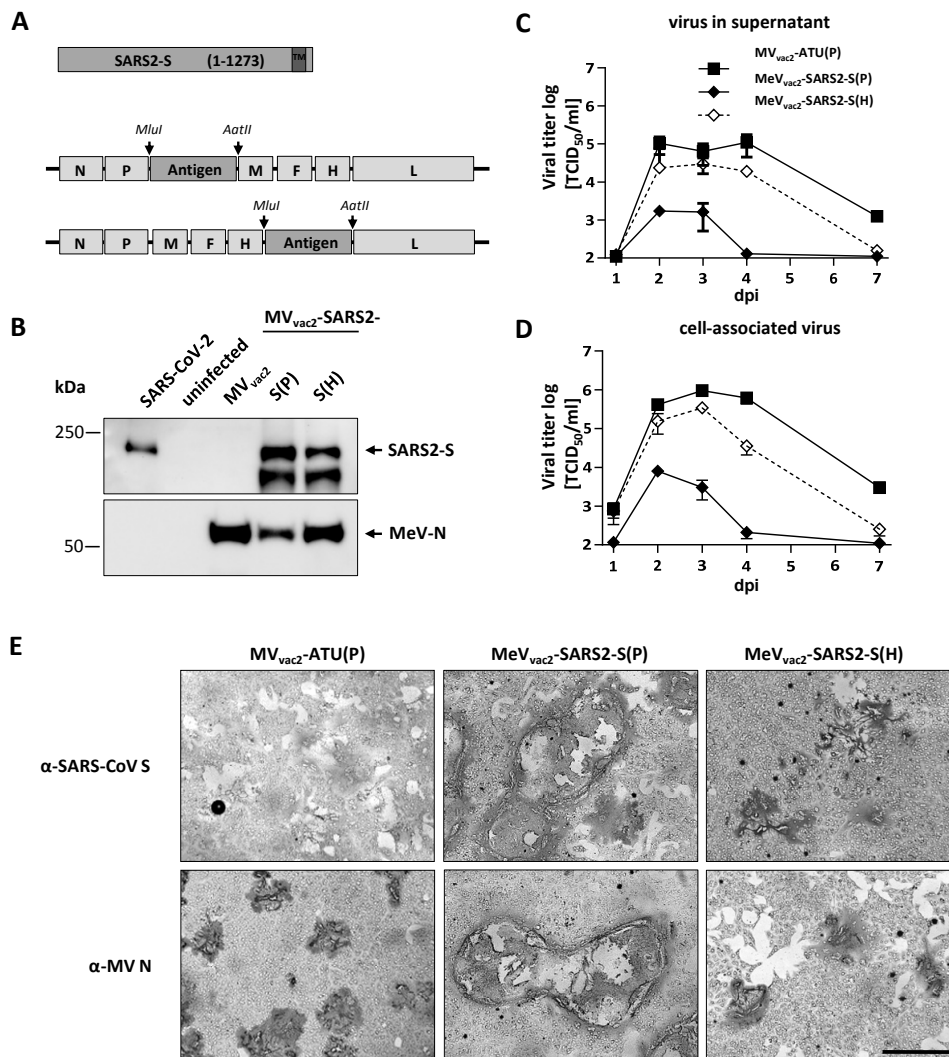 A
SARS2-S (1-1273) TM
MluI AatII
N P Antigen M F H L
MluI AatII
N P M F H Antigen L
B
MVvac2-SARS2-
SARS-CoV-2
uninfected
MVvac2
S(P)
S(H)
kDa
250
SARS2-S
50
MeV-N
C
virus in supernatant
MVvac2-ATU(P)
MeVvac2-SARS2-S(P)
MeVvac2-SARS2-S(H)
Viral titer log
[TCID50/ml]
6
5
4
3
2
1 2 3 4 5 6 7
dpi
D
cell-associated virus
Viral titer log
[TCID50/ml]
6
5
4
3
2
1 2 3 4 5 6 7
dpi
E
MVvac2-ATU(P) MeVvac2-SARS2-S(P) MeVvac2-SARS2-S(H)
α-SARS-CoV S
α-MV N